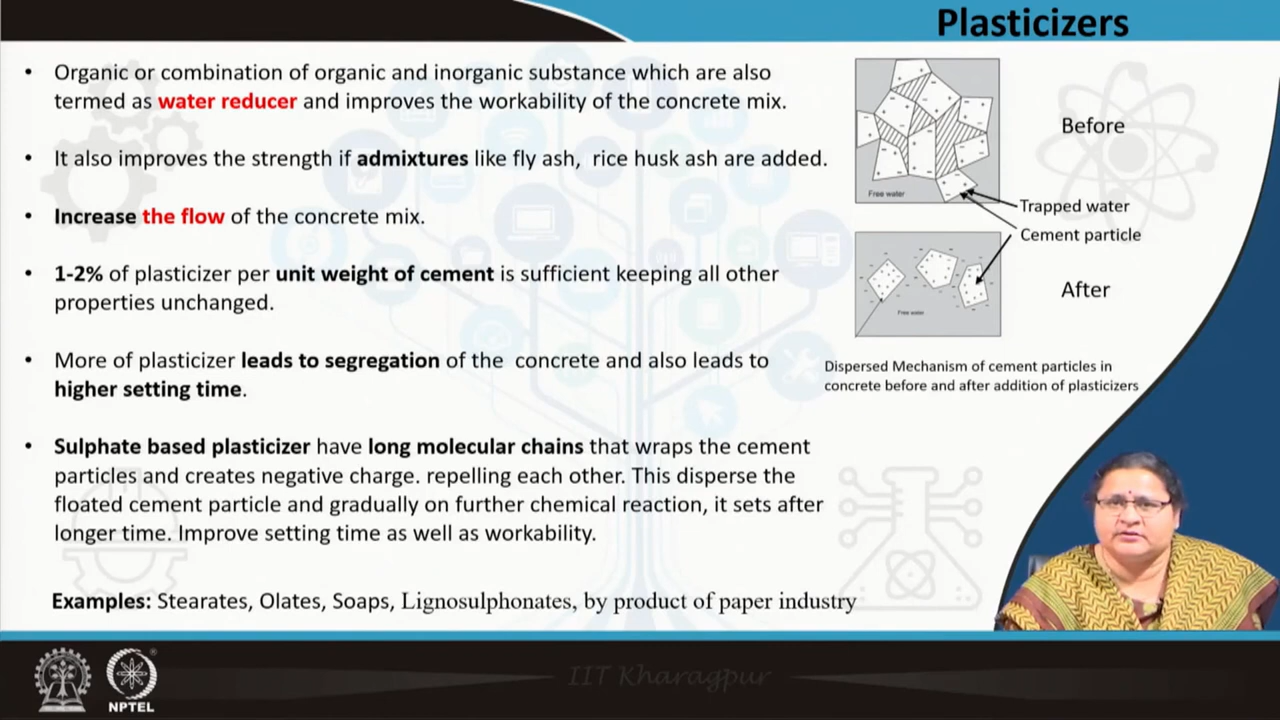 Plasticizers
• Organic or combination of organic and inorganic substance which are also
termed as water reducer and improves the workability of the concrete mix.
• It also improves the strength if admixtures like fly ash, rice husk ash are added.
• Increase the flow of the concrete mix.
• 1-2% of plasticizer per unit weight of cement is sufficient keeping all other
properties unchanged.
• More of plasticizer leads to segregation of the concrete and also leads to
higher setting time.
• Sulphate based plasticizer have long molecular chains that wraps the cement
particles and creates negative charge. repelling each other. This disperse the
floated cement particle and gradually on further chemical reaction, it sets after
longer time. Improve setting time as well as workability.
Examples: Stearates, Olates, Soaps, Lignosulphonates, by product of paper industry
Before
Free water
Trapped water
Cement particle
After
Free water
Dispersed Mechanism of cement particles in
concrete before and after addition of plasticizers
NPTEL
IIT Kharagpur